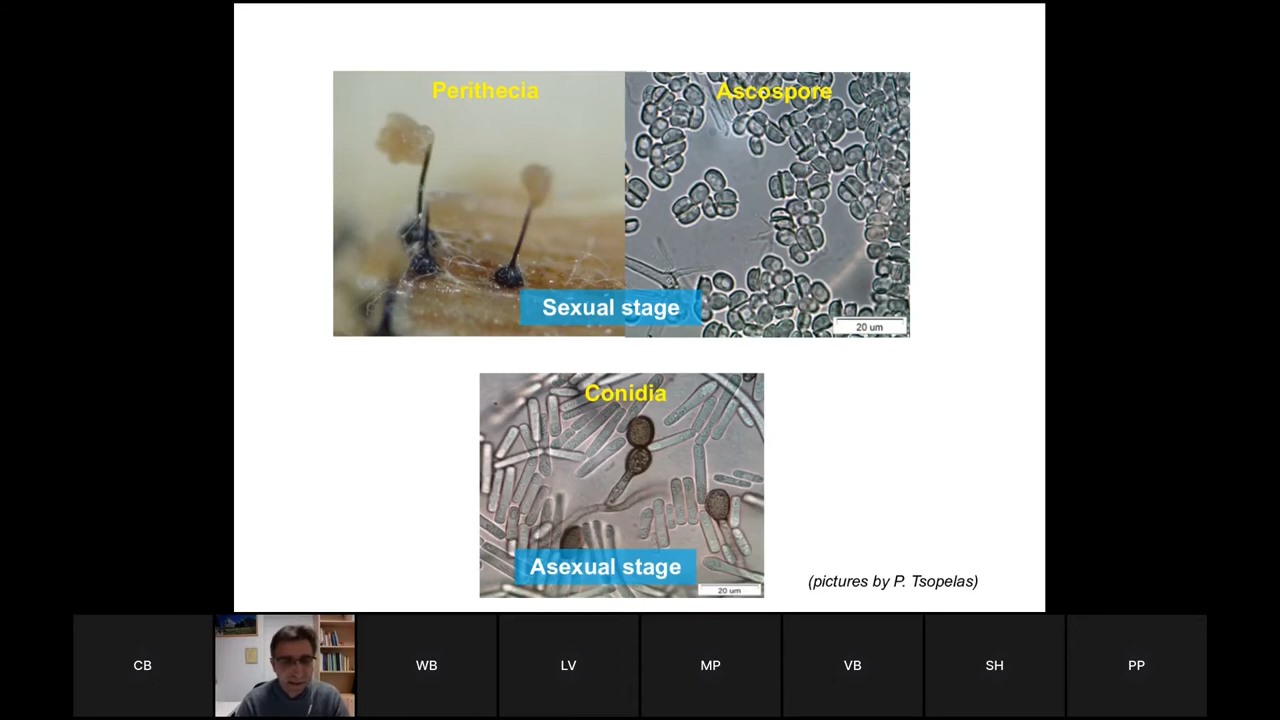 Perithecia
Ascospore
Sexual stage
20 um
Conidia
Asexual stage
20 um
(pictures by P. Tsopelas)
CB
WB
LV
MP
VB
SH
PP